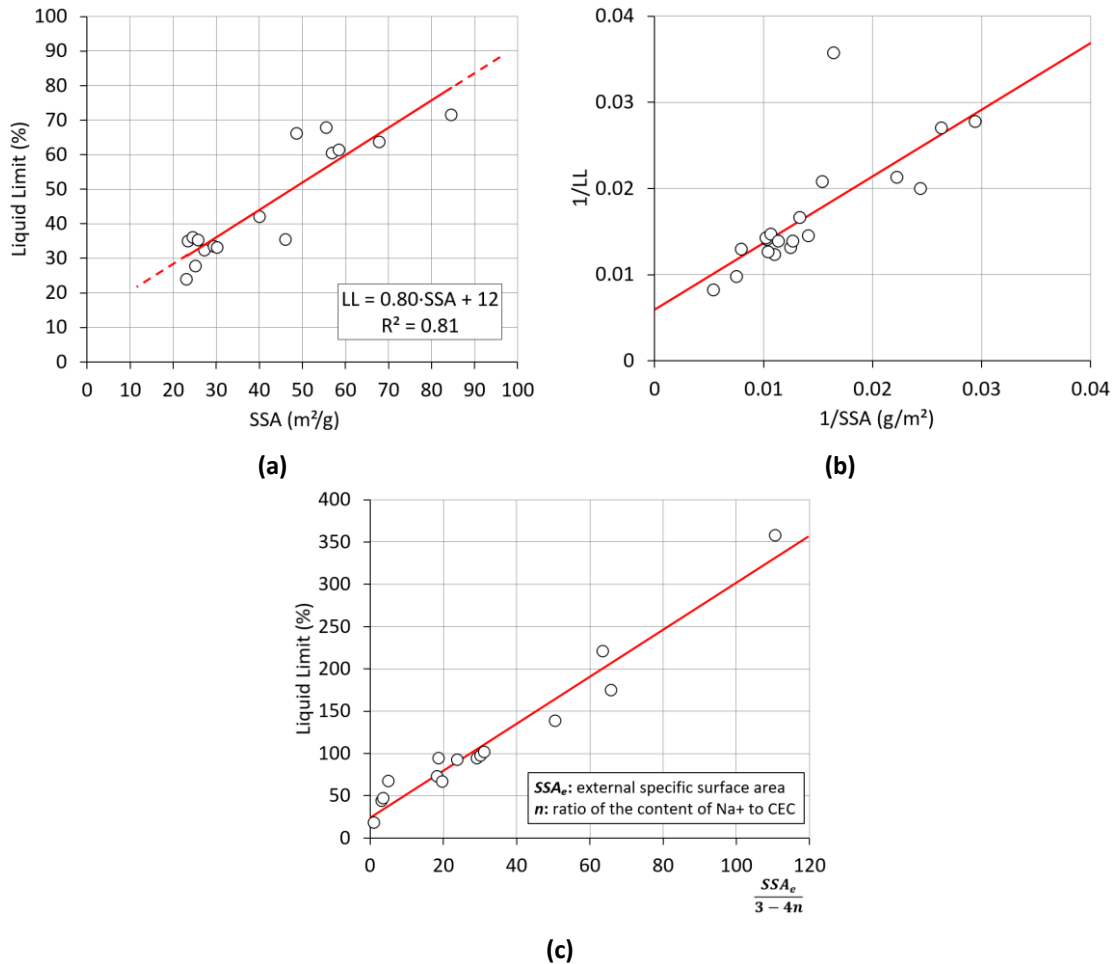 100
90
80
70
60
50
40
30
20
10
0
Liquid Limit (%)
LL = 0.80·SSA + 12
R² = 0.81
0 10 20 30 40 50 60 70 80 90 100
SSA (m²/g)
(a)
0.04
0.03
0.02
0.01
0
1/LL
0 0.01 0.02 0.03 0.04
1/SSA (g/m²)
(b)
400
350
300
250
200
150
100
50
0
Liquid Limit (%)
SSAₑ: external specific surface area
n: ratio of the content of Na+ to CEC
0 20 40 60 80 100 120
SSAₑ
3 − 4n
(c)